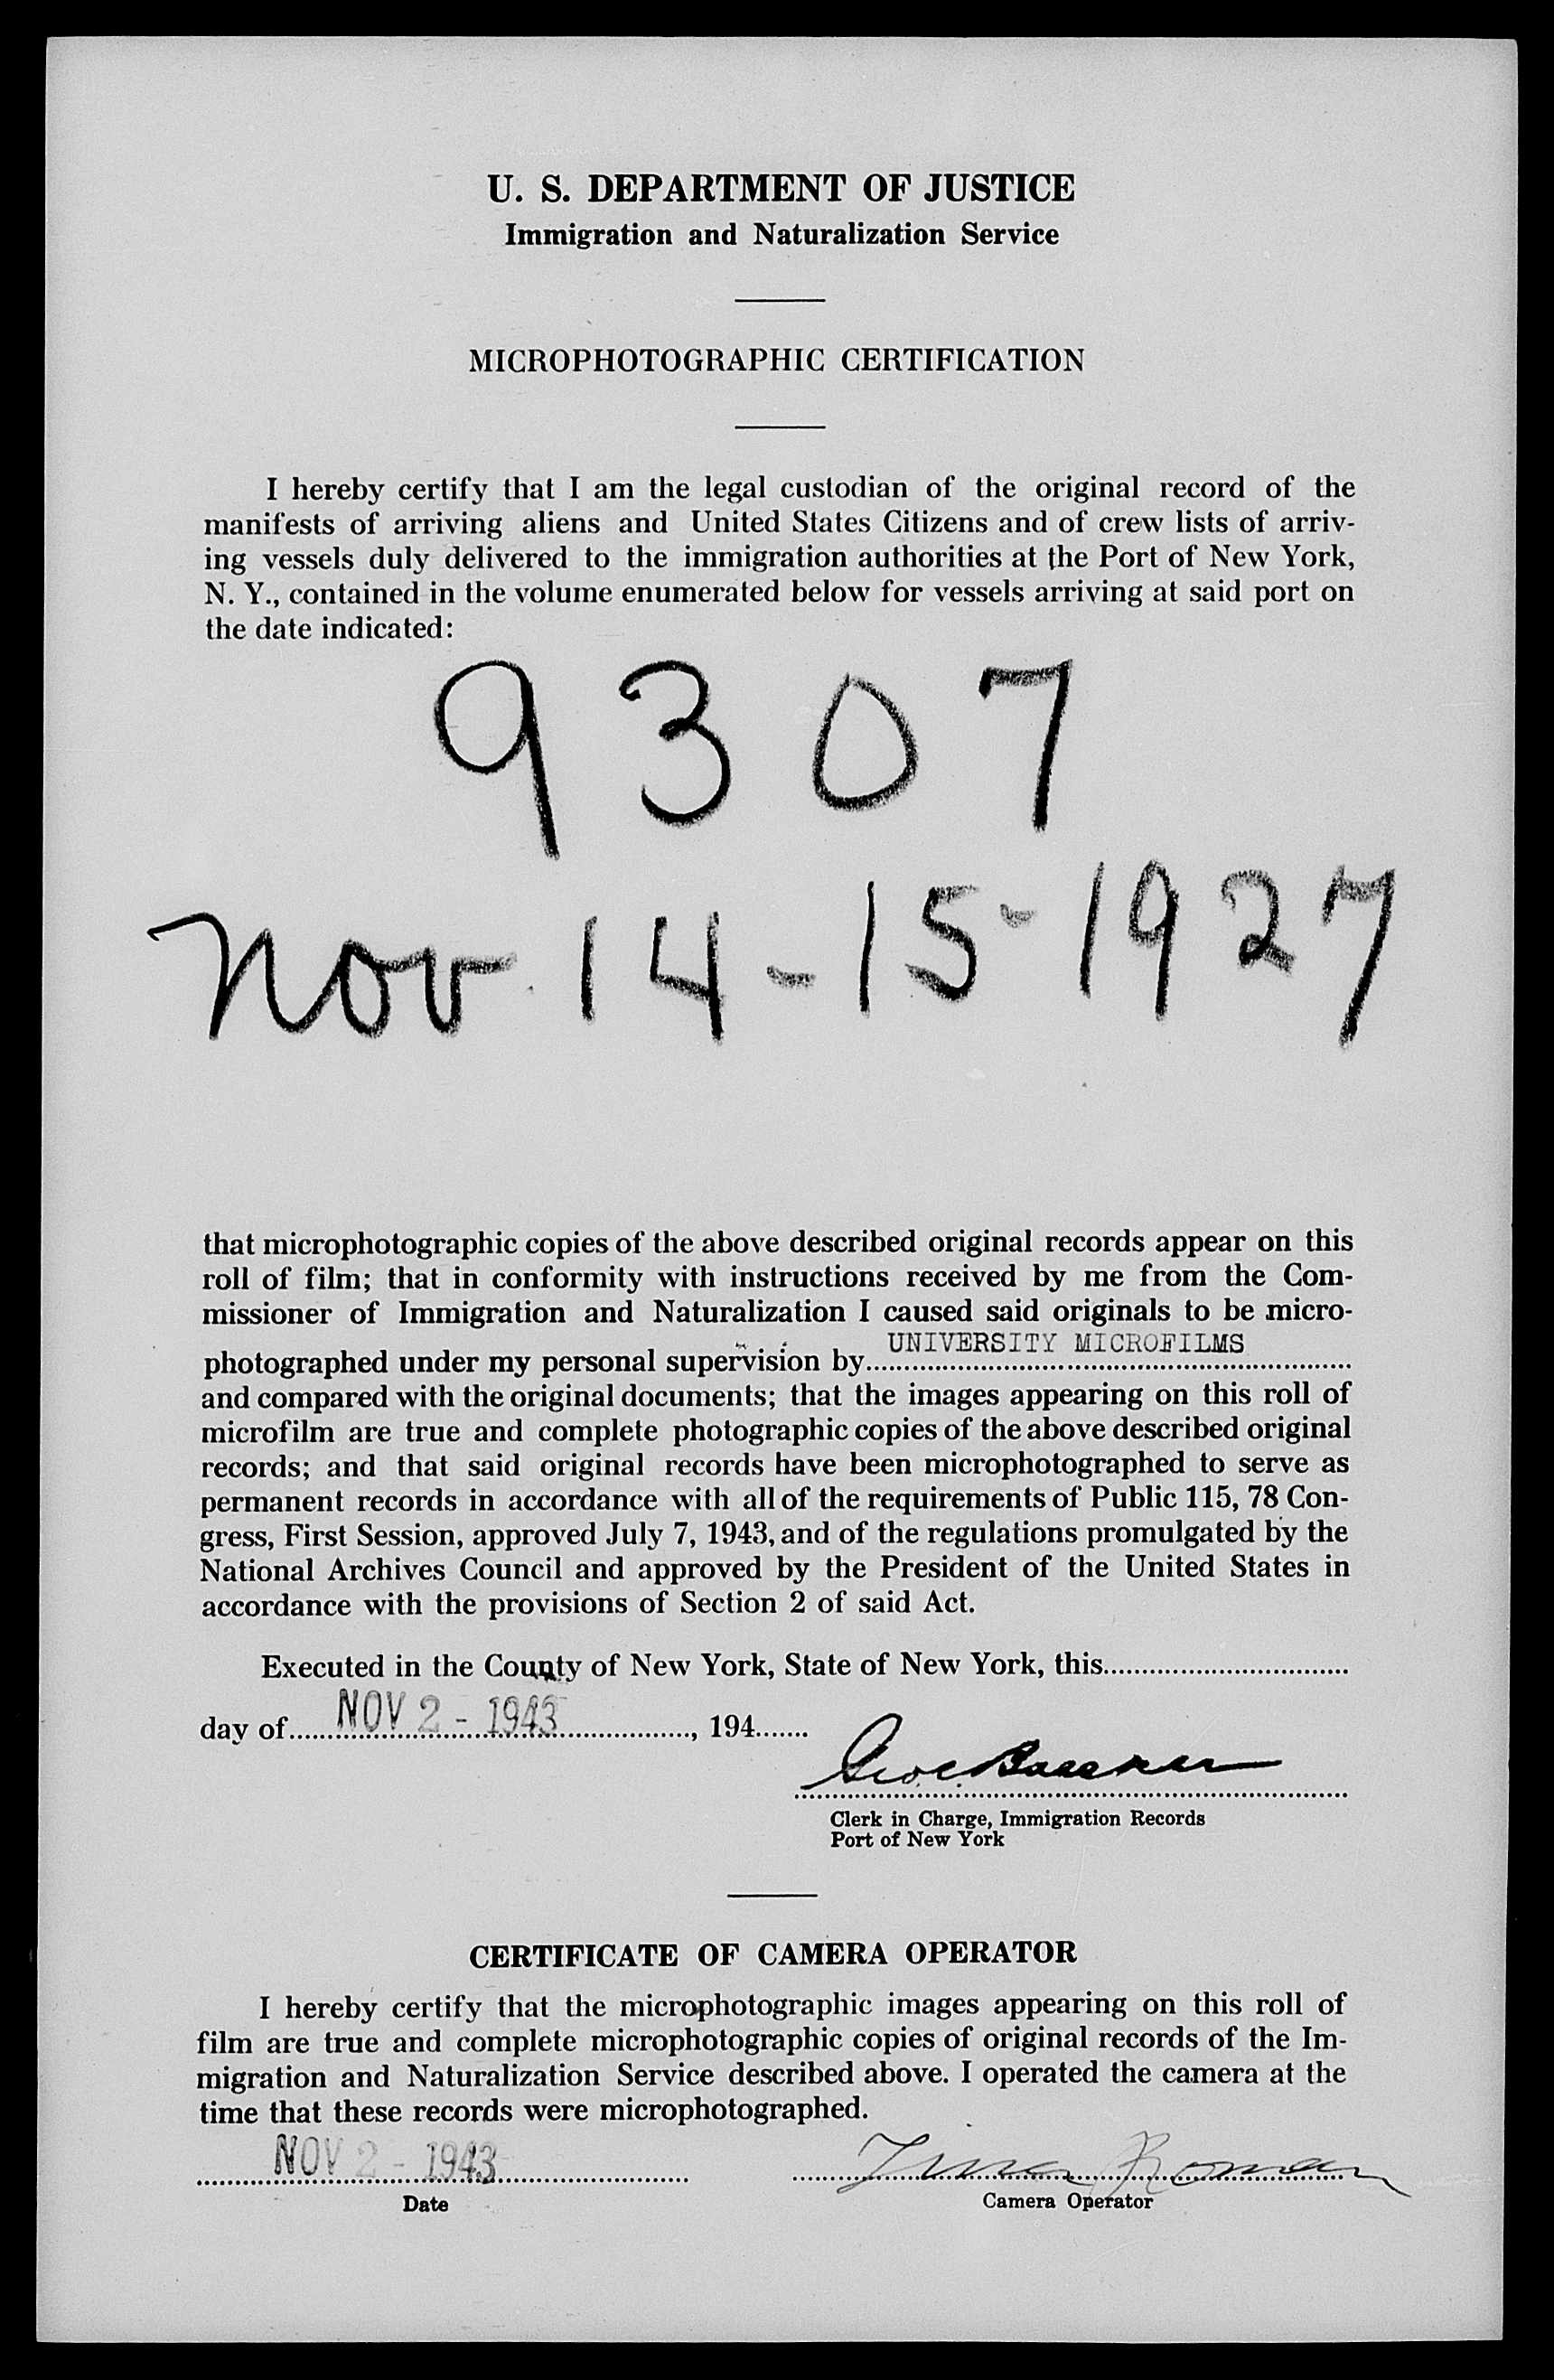 U. S. DEPARTMENT OF JUSTICE
Immigration and Naturalization Service
MICROPHOTOGRAPHIC CERTIFICATION
I hereby certify that I am the legal custodian of the original record of the
manifests of arriving aliens and United States Citizens and of crew lists of arriv-
ing vessels duly delivered to the immigration authorities at the Port of New York,
N. Y., contained in the volume enumerated below for vessels arriving at said port on
the date indicated:
9307
Nov. 14-15-1927
that microphotographic copies of the above described original records appear on this
roll of film; that in conformity with instructions received by me from the Com-
missioner of Immigration and Naturalization I caused said originals to be micro-
photographed under my personal supervision by UNIVERSITY MICROFILMS
and compared with the original documents; that the images appearing on this roll of
microfilm are true and complete photographic copies of the above described original
records; and that said original records have been microphotographed to serve as
permanent records in accordance with all of the requirements of Public 115, 78 Con-
gress, First Session, approved July 7, 1943, and of the regulations promulgated by the
National Archives Council and approved by the President of the United States in
accordance with the provisions of Section 2 of said Act.
Executed in the County of New York, State of New York, this
day of NOV 2 - 1943, 194
Clerk in Charge, Immigration Records
Port of New York
CERTIFICATE OF CAMERA OPERATOR
I hereby certify that the microphotographic images appearing on this roll of
film are true and complete microphotographic copies of original records of the Im-
migration and Naturalization Service described above. I operated the camera at the
time that these records were microphotographed.
NOV 2 - 1943 Roman
Date Camera Operator